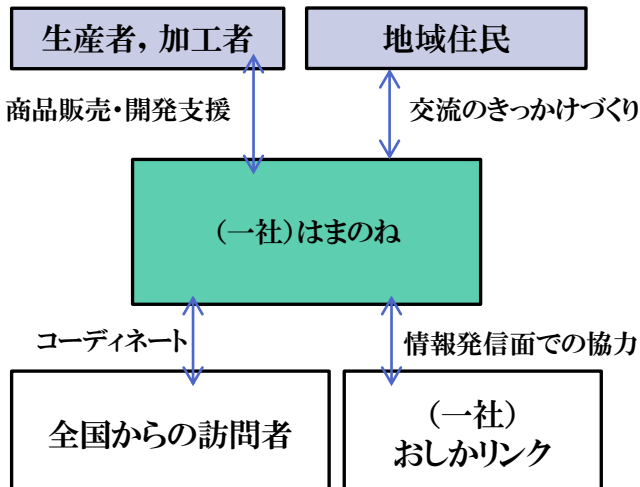 生産者，加工者
地域住民
商品販売・開発支援
交流のきっかけづくり
（一社）はまのね
コーディネート
情報発信面での協力
全国からの訪問者
（一社）
おしかリンク